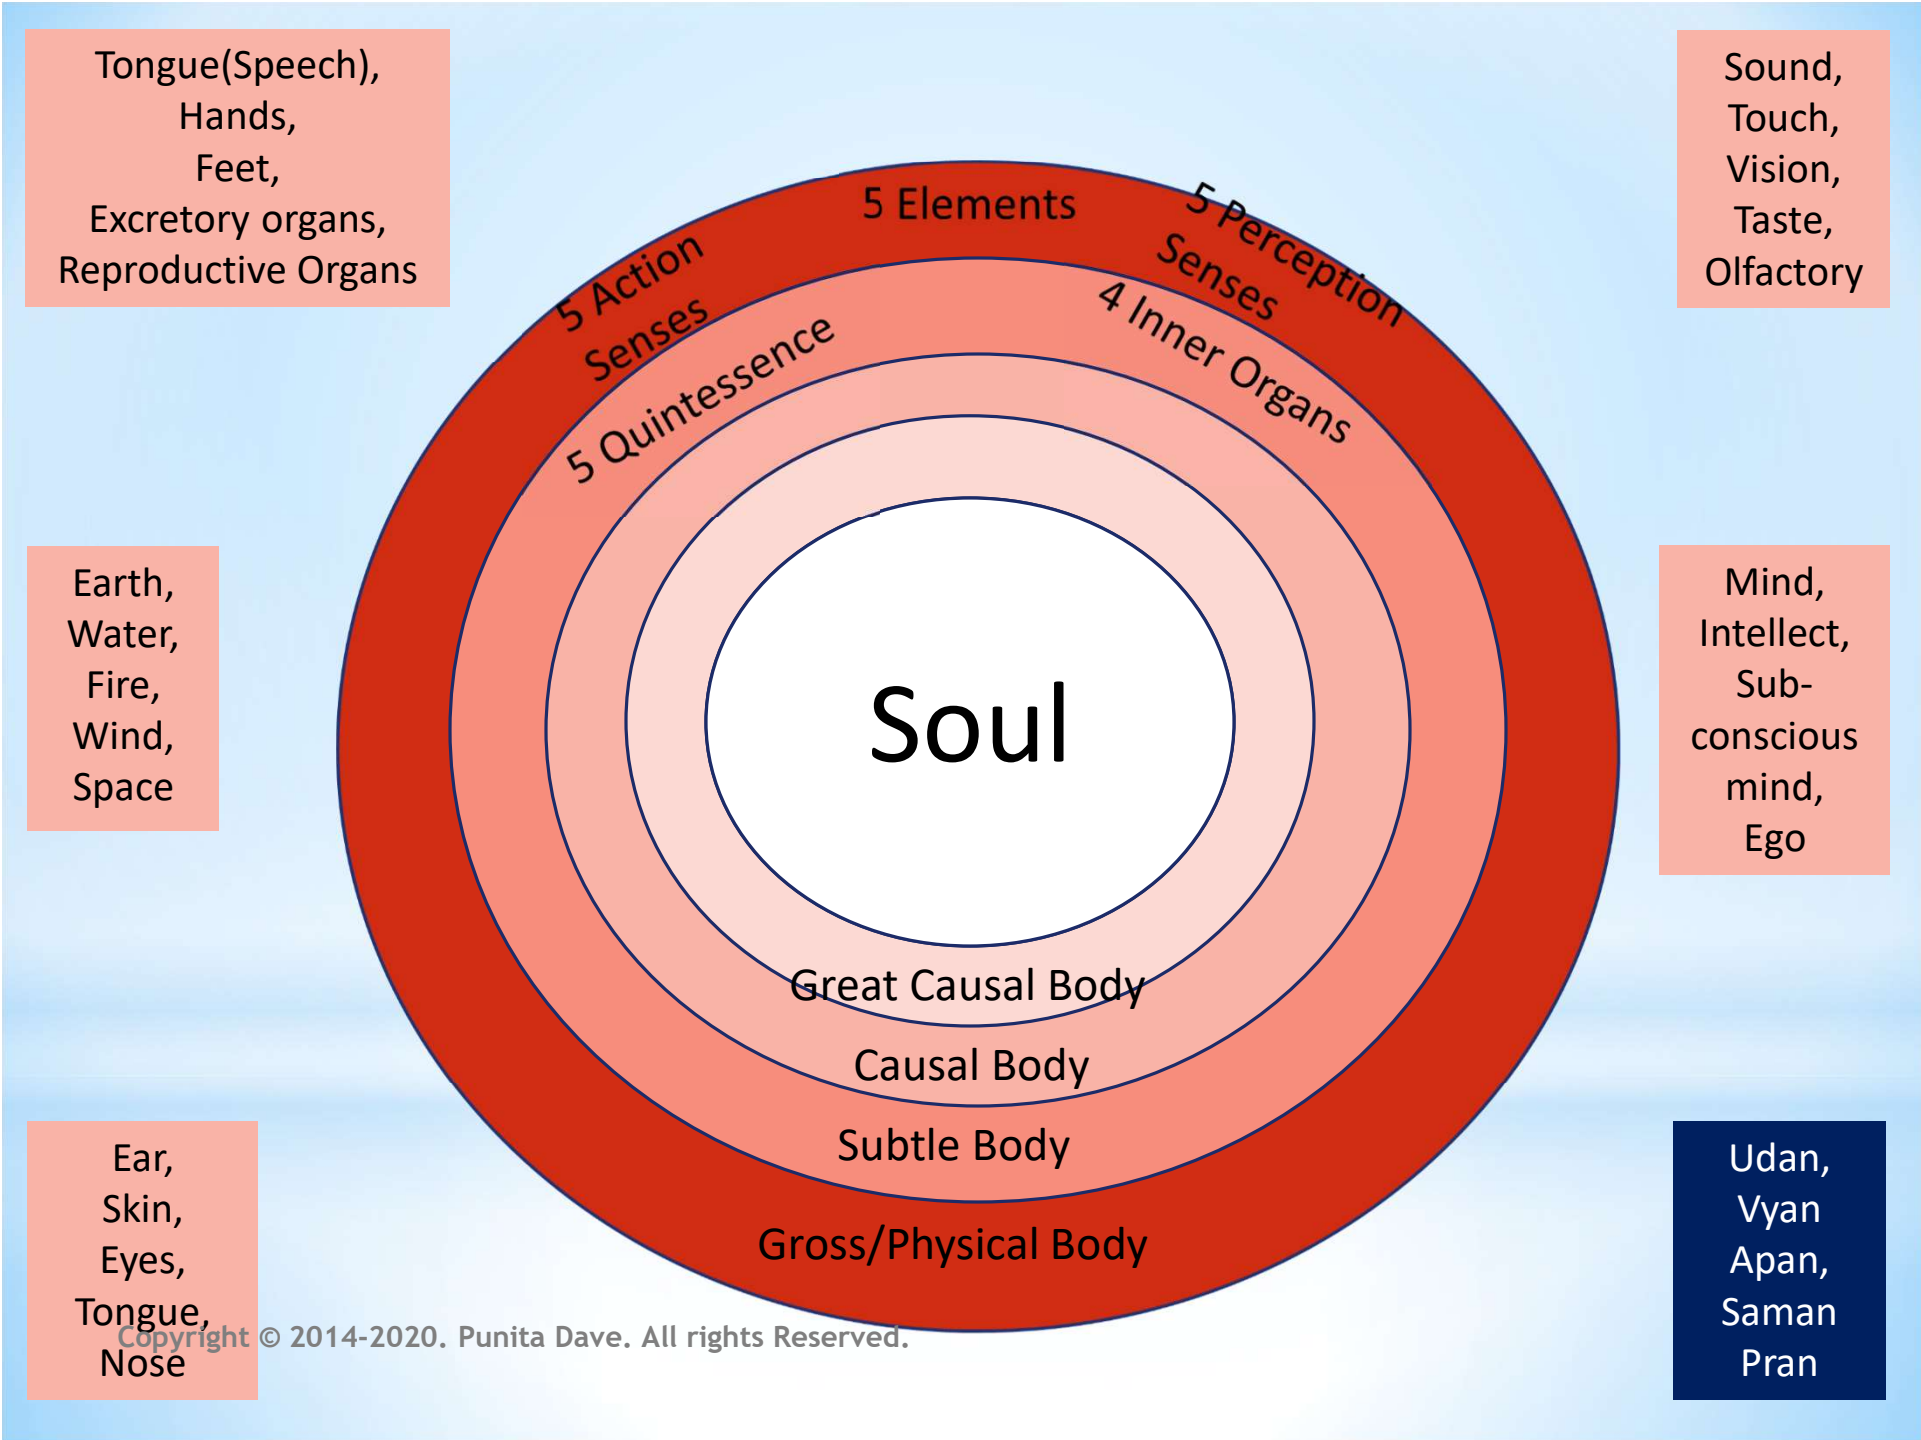 Tongue(Speech),
Hands,
Feet,
Excretory organs,
Reproductive Organs
Sound,
Touch,
Vision,
Taste,
Olfactory
5 Elements
5 Action
Senses
5 Perception
Senses
5 Quintessence
4 Inner Organs
Earth,
Water,
Fire,
Wind,
Space
Soul
Mind,
Intellect,
Sub-
conscious
mind,
Ego
Great Causal Body
Causal Body
Subtle Body
Gross/Physical Body
Ear,
Skin,
Eyes,
Tongue,
Nose
Udan,
Vyan
Apan,
Saman
Pran
Copyright © 2014-2020. Punita Dave. All rights Reserved.